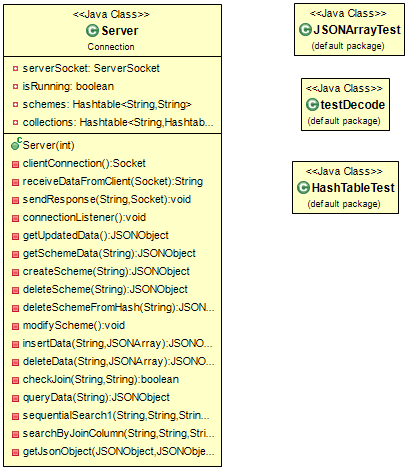 <<Java Class>>
Server
Connection
serverSocket: ServerSocket
isRunning: boolean
schemes: Hashtable<String,String>
collections: Hashtable<String,Hashtab...
Server(int)
clientConnection():Socket
receiveDataFromClient(Socket):String
sendResponse(String,Socket):void
connectionListener():void
getUpdatedData():JSONObject
getSchemeData(String):JSONObject
createScheme(String):JSONObject
deleteScheme(String):JSONObject
deleteSchemeFromHash(String):JSON...
modifyScheme():void
insertData(String,JSONArray):JSONO...
deleteData(String,JSONArray):JSONO...
checkJoin(String,String):boolean
queryData(String):JSONObject
sequentialSearch1(String,String,Strin...
searchByJoinColumn(String,String,Stri...
getJsonObject(JSONObject,JSONObje...
<<Java Class>>
JSONArrayTest
(default package)
<<Java Class>>
testDecode
(default package)
<<Java Class>>
HashTableTest
(default package)